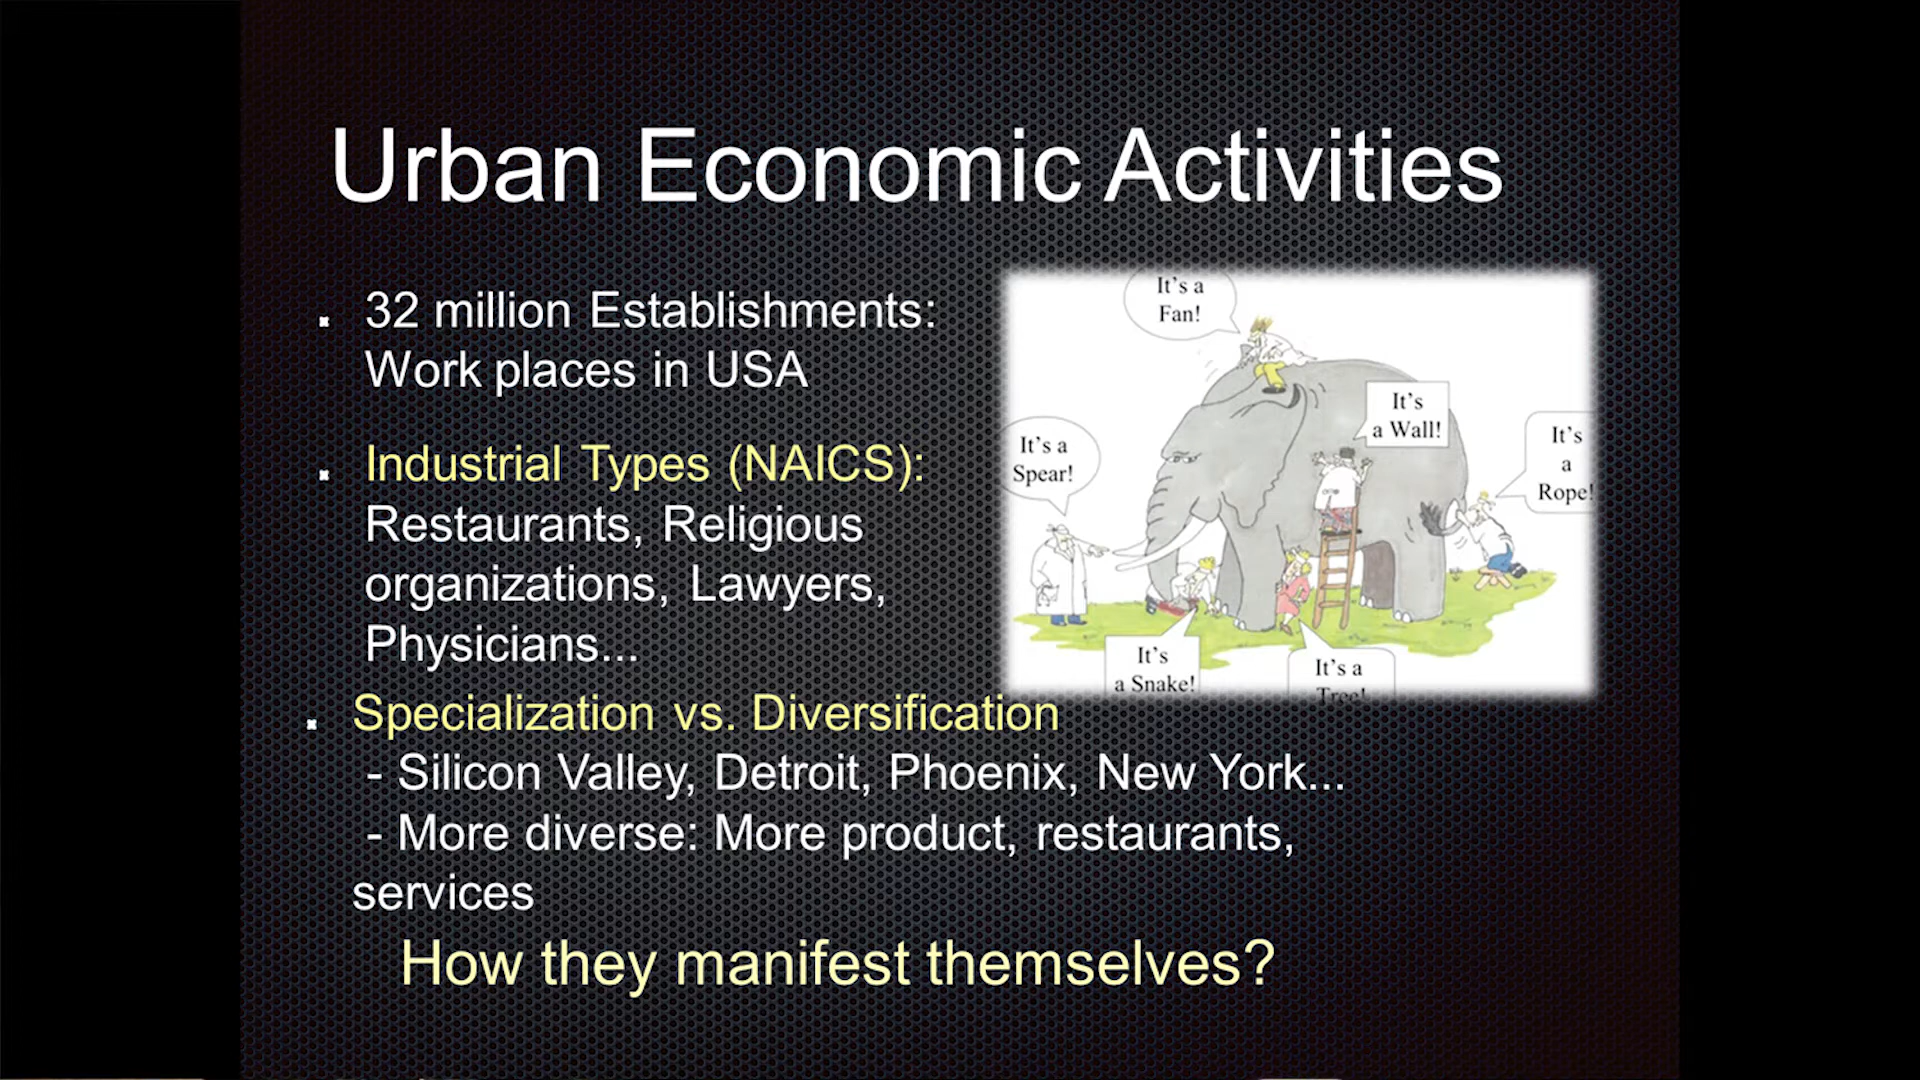 Urban Economic Activities
32 million Establishments:
Work places in USA
Industrial Types (NAICS):
Restaurants, Religious
organizations, Lawyers,
Physicians...
Specialization vs. Diversification
- Silicon Valley, Detroit, Phoenix, New York...
- More diverse: More product, restaurants,
services
How they manifest themselves?
It's a
Fan!
It's
a Wall!
It's a
Spear!
It's
a
Rope!
It's
a Snake!
It's a
Tree!